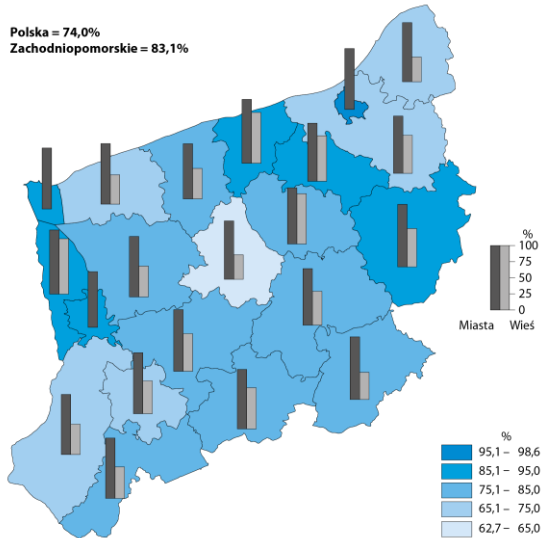 Polska = 74,0%
Zachodniopomorskie = 83,1%
%
100
75
50
25
0
Miasta Wieś
%
95,1 – 98,6
85,1 – 95,0
75,1 – 85,0
65,1 – 75,0
62,7 – 65,0